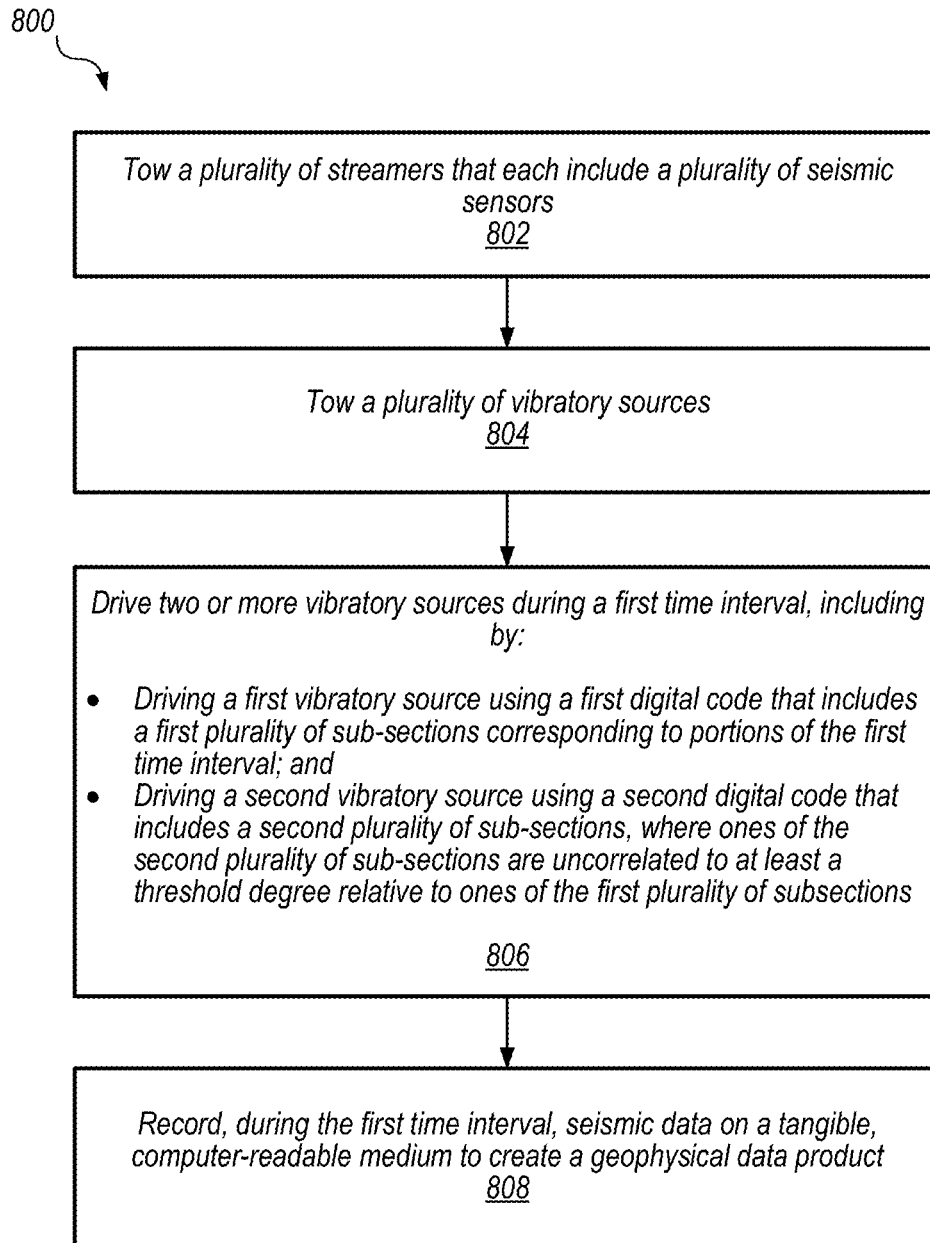 800
Tow a plurality of streamers that each include a plurality of seismic
sensors
802
Tow a plurality of vibratory sources
804
Drive two or more vibratory sources during a first time interval, including
by:
• Driving a first vibratory source using a first digital code that includes
a first plurality of sub-sections corresponding to portions of the first
time interval; and
• Driving a second vibratory source using a second digital code that
includes a second plurality of sub-sections, where ones of the
second plurality of sub-sections are uncorrelated to at least a
threshold degree relative to ones of the first plurality of subsections
806
Record, during the first time interval, seismic data on a tangible,
computer-readable medium to create a geophysical data product
808